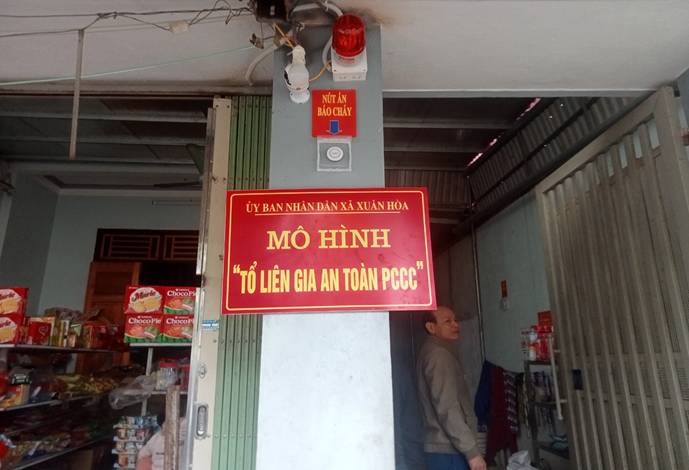 NÚT ẤN
BÁO CHÁY
ỦY BAN NHÂN DÂN XÃ XUÂN HÒA
MÔ HÌNH
"TỔ LIÊN GIA AN TOÀN PCCC"
ChocoPie
ChocoPie
ChocoPie